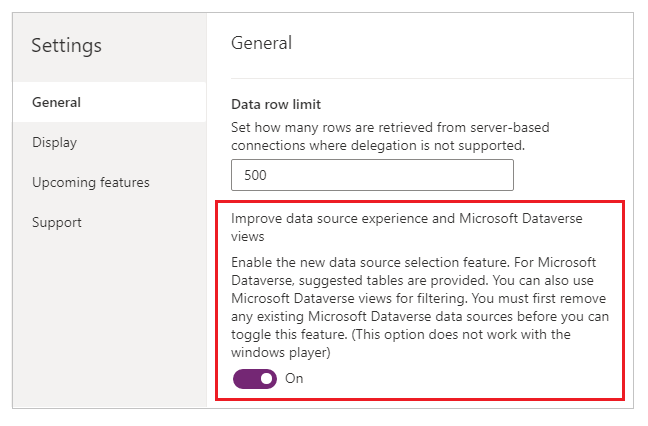 Settings
General
Display
Upcoming features
Support
General
Data row limit
Set how many rows are retrieved from server-based
connections where delegation is not supported.
500
Improve data source experience and Microsoft Dataverse
views
Enable the new data source selection feature. For Microsoft
Dataverse, suggested tables are provided. You can also use
Microsoft Dataverse views for filtering. You must first remove
any existing Microsoft Dataverse data sources before you can
toggle this feature. (This option does not work with the
windows player)
On